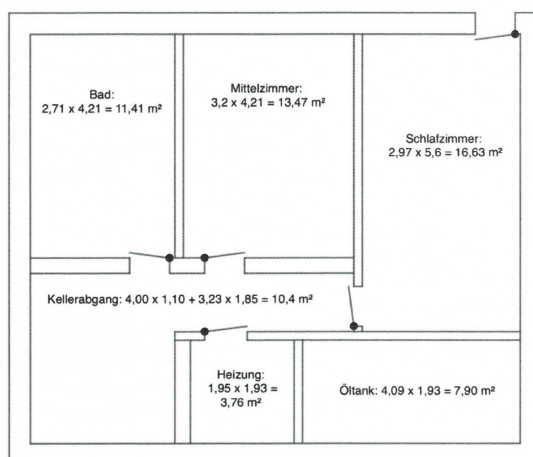 Bad:
2,71 x 4,21 = 11,41 m²
Mittelzimmer:
3,2 x 4,21 = 13,47 m²
Schlafzimmer:
2,97 x 5,6 = 16,63 m²
Kellerabgang: 4,00 x 1,10 + 3,23 x 1,85 = 10,4 m²
Heizung:
1,95 x 1,93 =
3,76 m²
Öltank: 4,09 x 1,93 = 7,90 m²